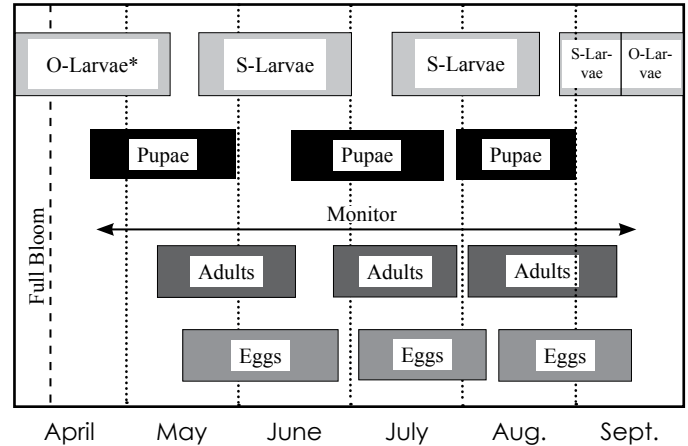 O-Larvae*
S-Larvae
S-Larvae
S-Lar-
vae
O-Lar-
vae
Pupae
Pupae
Pupae
Monitor
Full Bloom
Adults
Adults
Adults
Eggs
Eggs
Eggs
April May June July Aug. Sept.